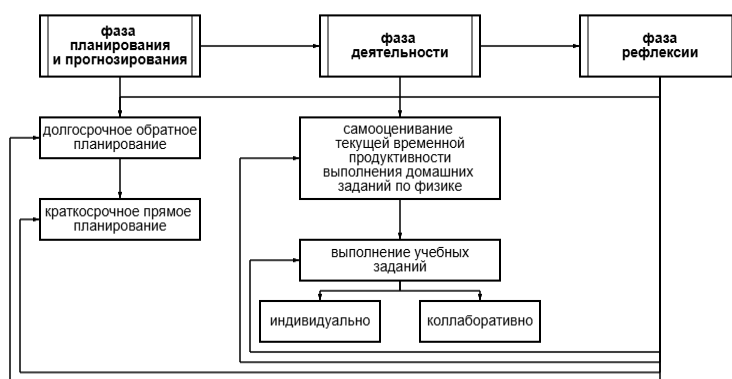 фаза
планирования
и прогнозирования
фаза
деятельности
фаза
рефлексии
долгосрочное обратное
планирование
самооценивание
текущей временной
продуктивности
выполнения домашних
заданий по физике
краткосрочное прямое
планирование
выполнение учебных
заданий
индивидуально
коллаборативно